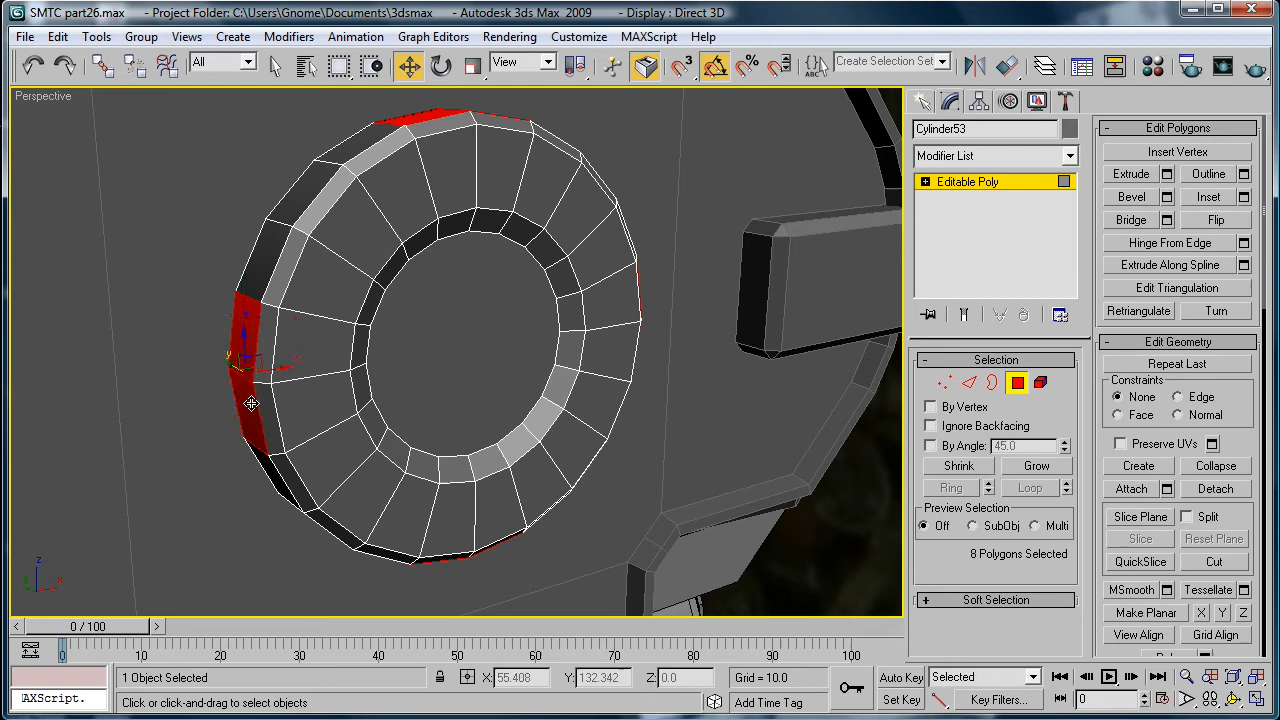 SMTC part26.max - Project Folder: C:\Users\Gnome\Documents\3dsmax - Autodesk 3ds Max 2009 - Display : Direct 3D
File Edit Tools Group Views Create Modifiers Animation Graph Editors Rendering Customize MAXScript Help
All View 3 ABC Create Selection Set
Perspective
Cylinder53
Modifier List
Editable Poly
Selection
By Vertex
Ignore Backfacing
By Angle: 45.0
Shrink Grow
Ring Loop
Preview Selection
Off SubObj Multi
8 Polygons Selected
Soft Selection
Edit Polygons
Insert Vertex
Extrude Outline
Bevel Inset
Bridge Flip
Hinge From Edge
Extrude Along Spline
Edit Triangulation
Retriangulate Turn
Edit Geometry
Repeat Last
Constraints
None Edge
Face Normal
Preserve UVs
Create Collapse
Attach Detach
Slice Plane Split
Slice Reset Plane
QuickSlice Cut
MSmooth Tessellate
Make Planar X Y Z
View Align Grid Align
z
x
y
x
0 / 100
0 10 20 30 40 50 60 70 80 90 100
1 Object Selected X: 55.408 Y: 132.342 Z: 0.0 Grid = 10.0 Auto Key Selected
AXScript. Click or click-and-drag to select objects Add Time Tag Set Key Key Filters... 0